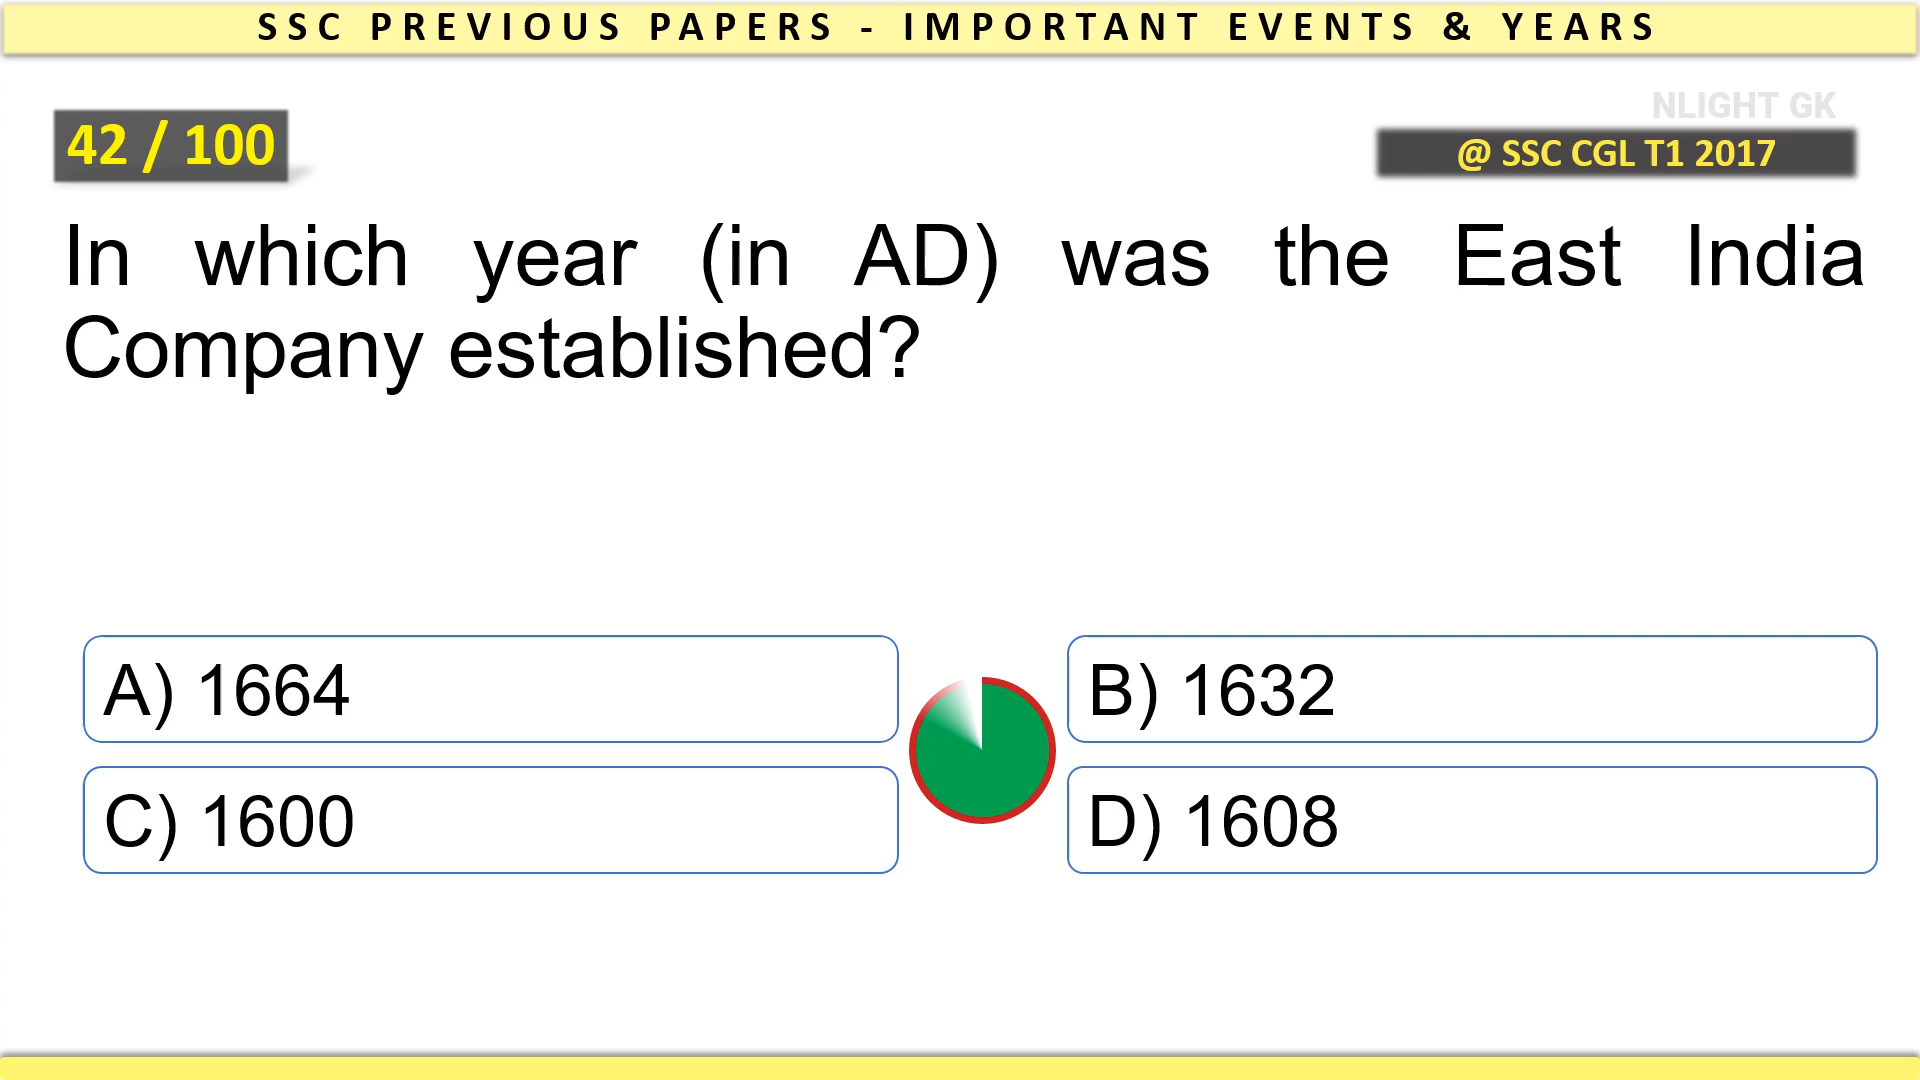 SSC PREVIOUS PAPERS - IMPORTANT EVENTS & YEARS
NLIGHT GK
42 / 100
@ SSC CGL T1 2017
In which year (in AD) was the East India
Company established?
A) 1664
B) 1632
C) 1600
D) 1608